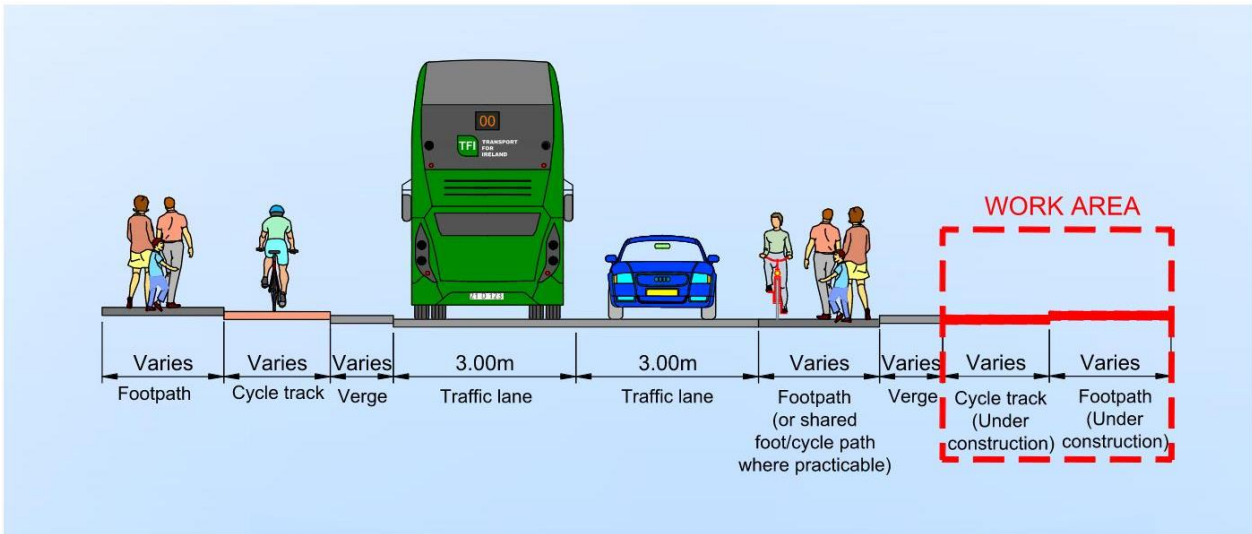 00
TFI TRANSPORT
FOR
IRELAND
21 D 123
WORK AREA
Varies Varies Varies 3.00m 3.00m Varies Varies Varies Varies
Footpath Cycle track Verge Traffic lane Traffic lane Footpath Verge Cycle track Footpath
(or shared (Under (Under
foot/cycle path construction) construction)
where practicable)